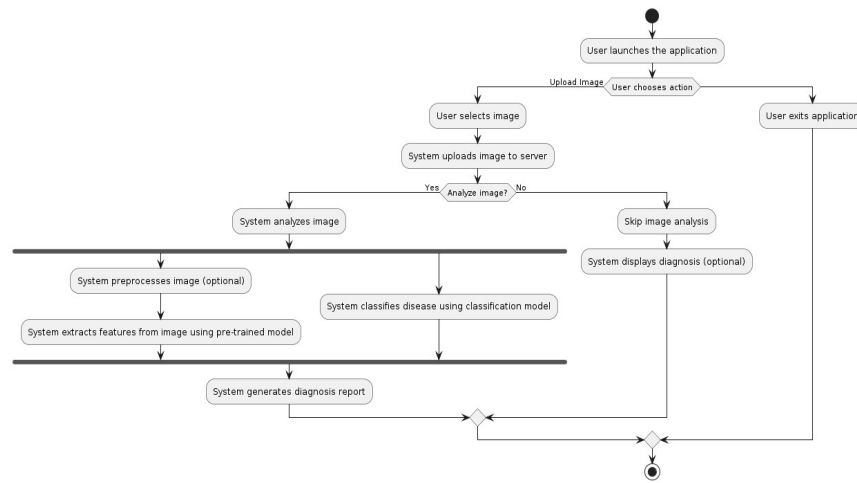 User launches the application
Upload Image
User chooses action
User selects image
User exits application
System uploads image to server
Yes
Analyze image?
No
System analyzes image
Skip image analysis
System displays diagnosis (optional)
System preprocesses image (optional)
System classifies disease using classification model
System extracts features from image using pre-trained model
System generates diagnosis report